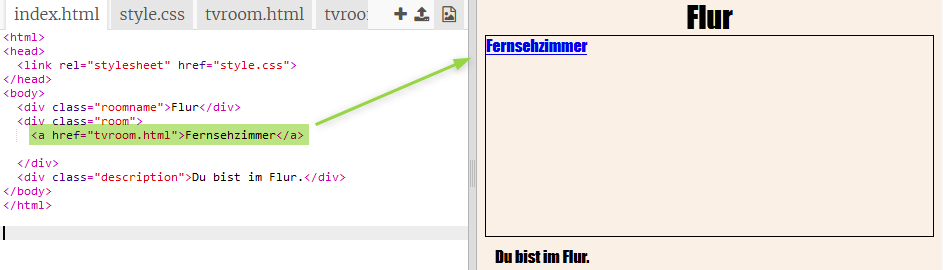 index.html style.css tvroom.html tvroo
<html>
<head>
<link rel="stylesheet" href="style.css">
</head>
<body>
<div class="roomname">Flur</div>
<div class="room">
<a href="tvroom.html">Fernsehzimmer</a>
</div>
<div class="description">Du bist im Flur.</div>
</body>
</html>
Flur
Fernsehzimmer
Du bist im Flur.